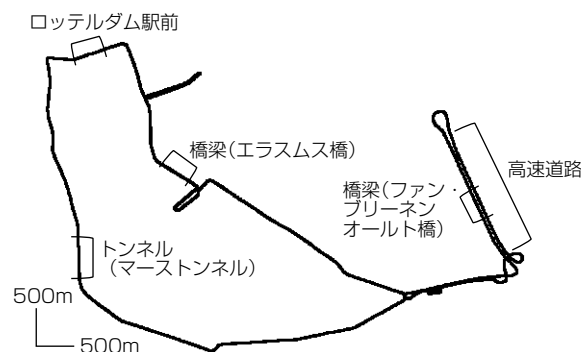 ロッテルダム駅前
橋梁（エラスムス橋）
高速道路
橋梁（ファン・
ブリーネン
オールト橋）
トンネル
（マーストンネル）
500m
500m